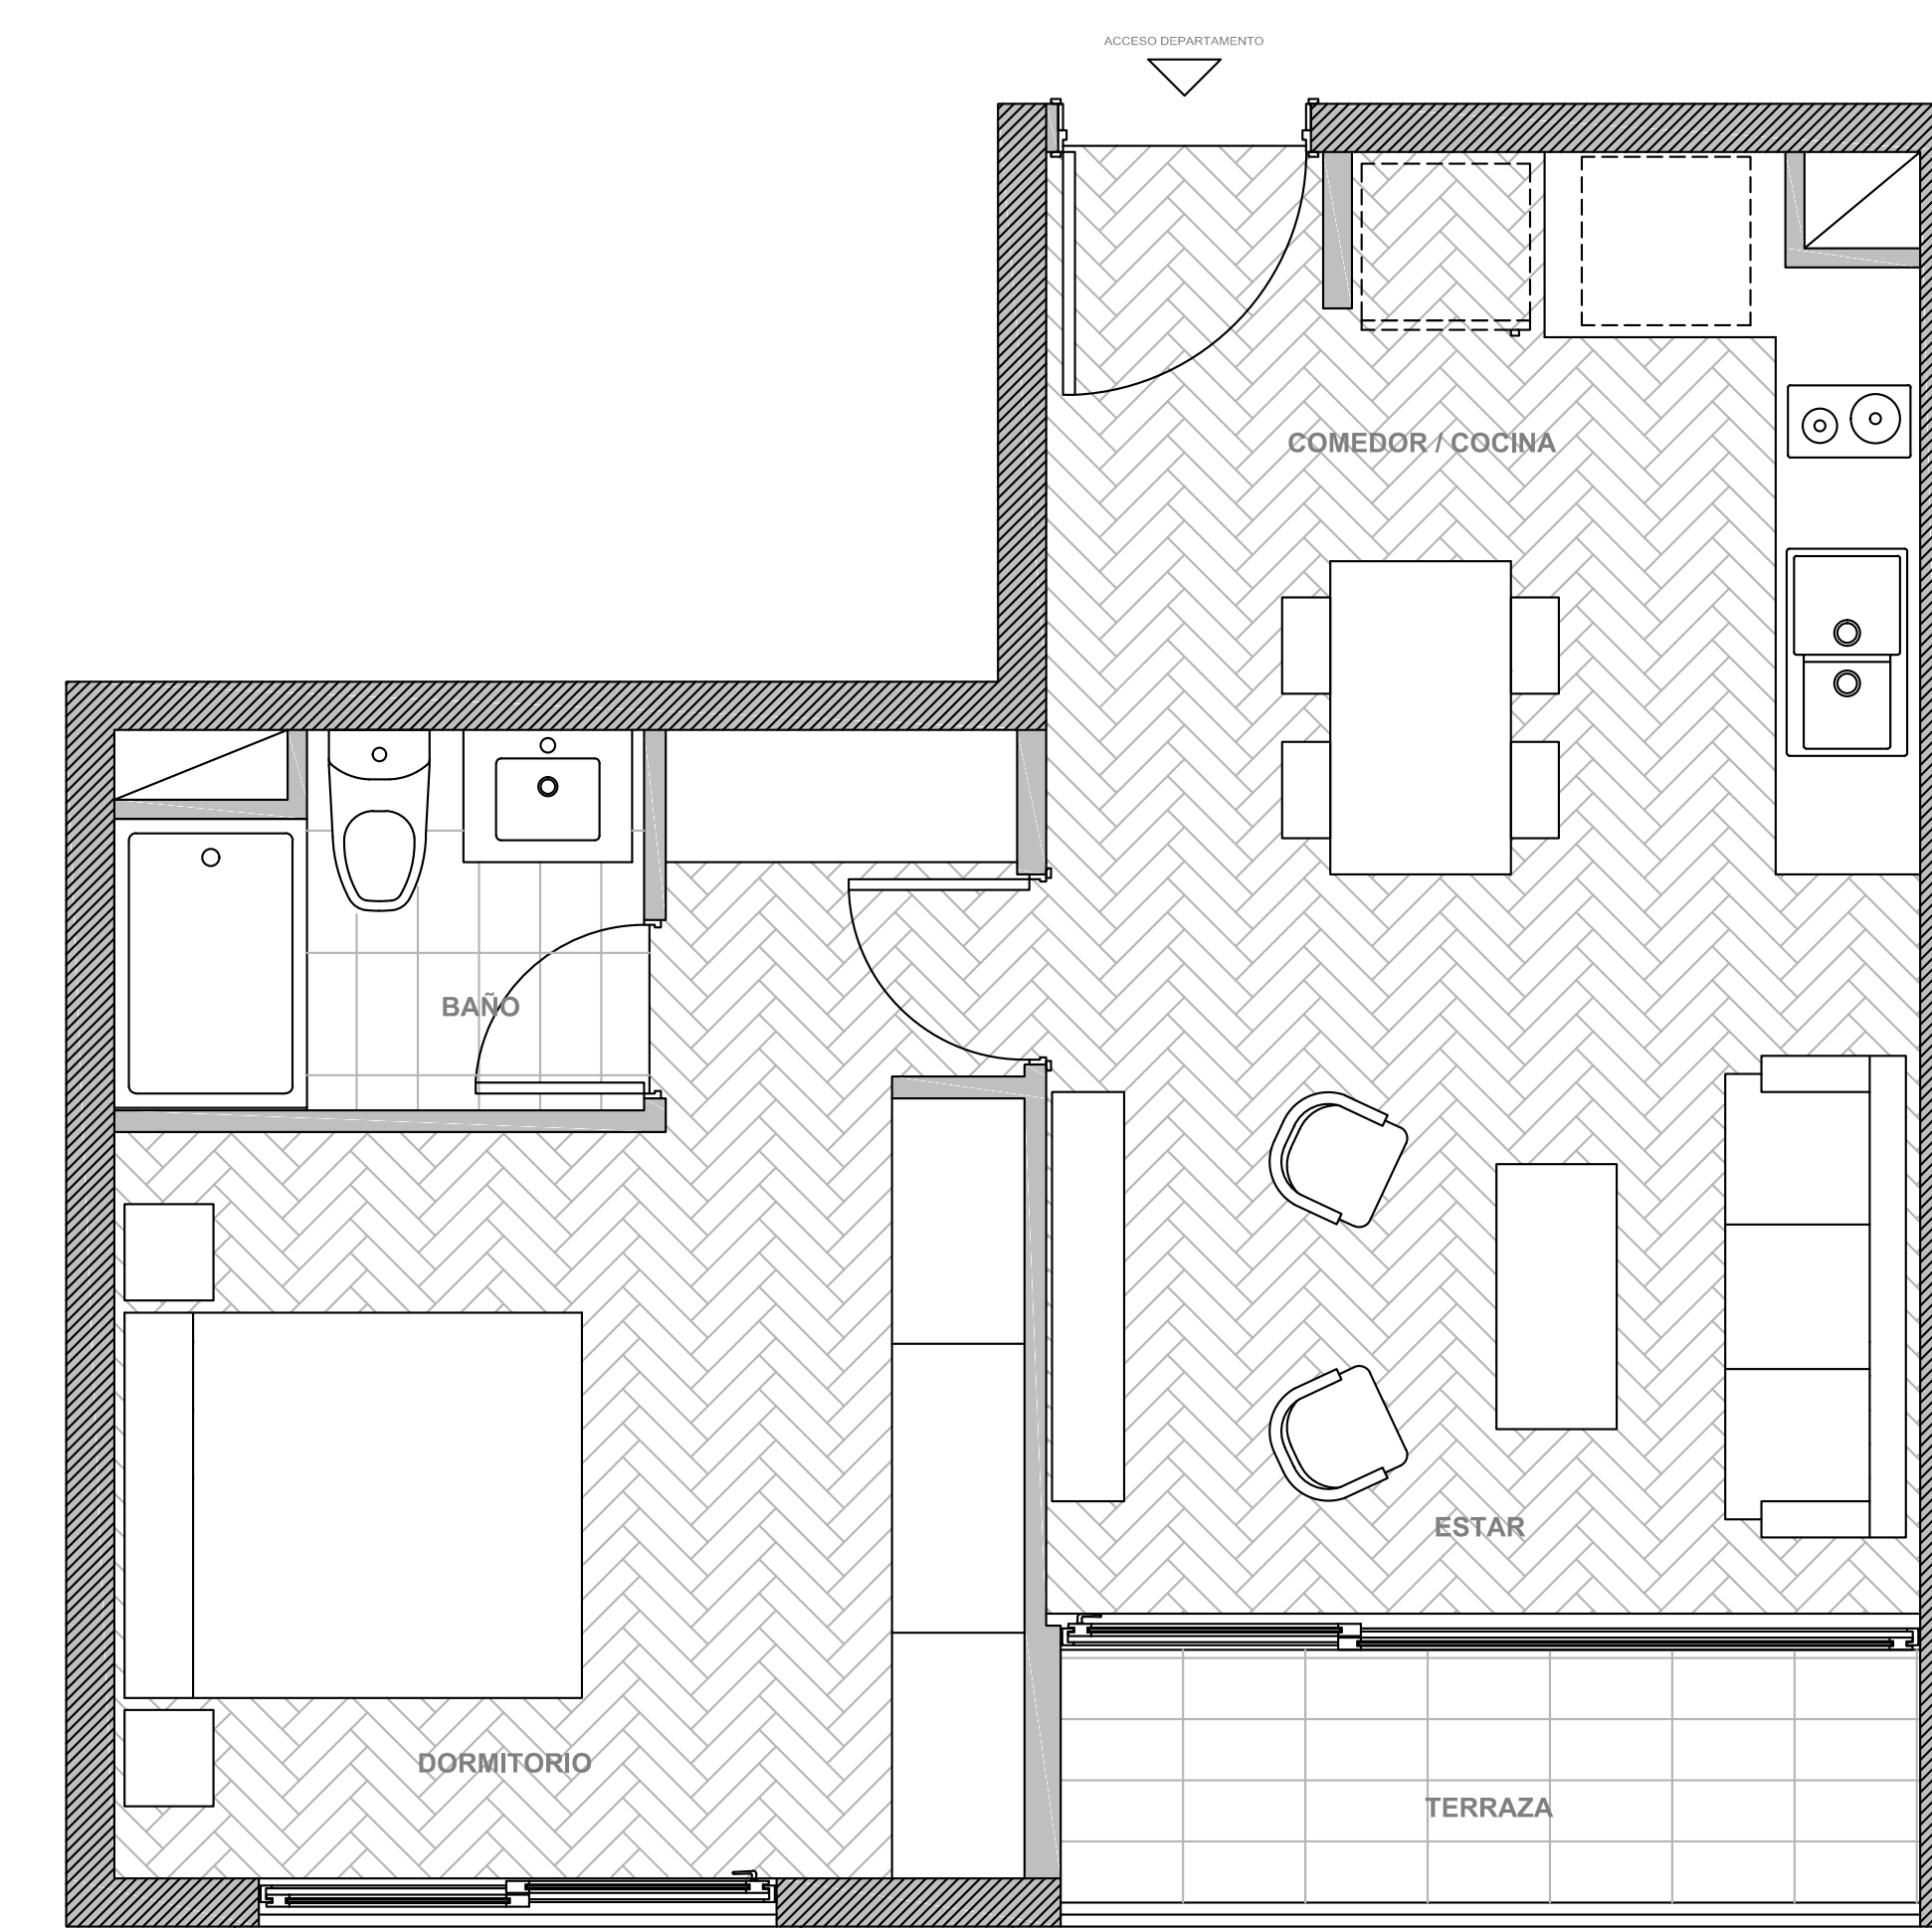 ACCESO DEPARTAMENTO
COMEDOR / COCINA
BAÑO
ESTAR
DORMITORIO
TERRAZA